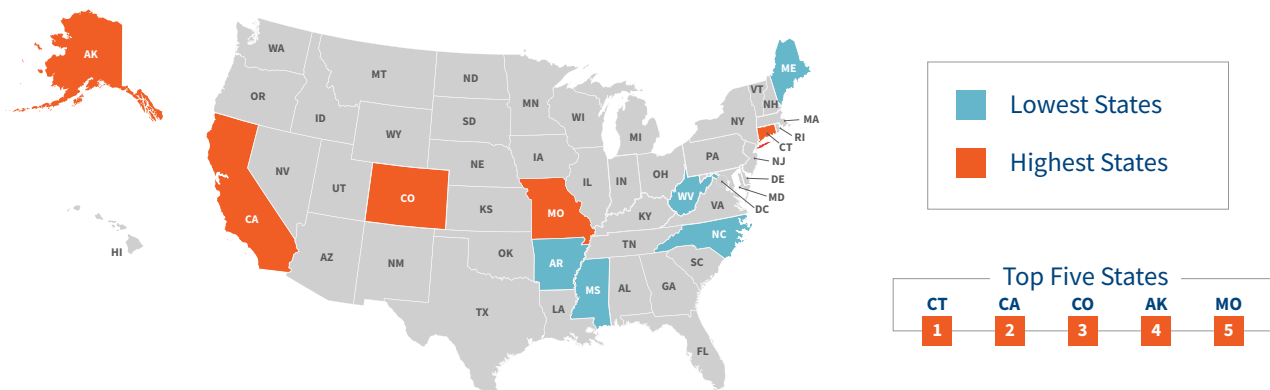 AK
WA
OR
CA
NV
ID
MT
WY
UT
AZ
CO
NM
ND
SD
NE
KS
OK
TX
MN
IA
MO
AR
LA
WI
IL
MS
MI
IN
KY
TN
AL
OH
WV
VA
NC
SC
GA
FL
PA
NY
VT
NH
ME
MA
RI
CT
NJ
DE
MD
DC
HI
Lowest States
Highest States
Top Five States
CT CA CO AK MO
1 2 3 4 5